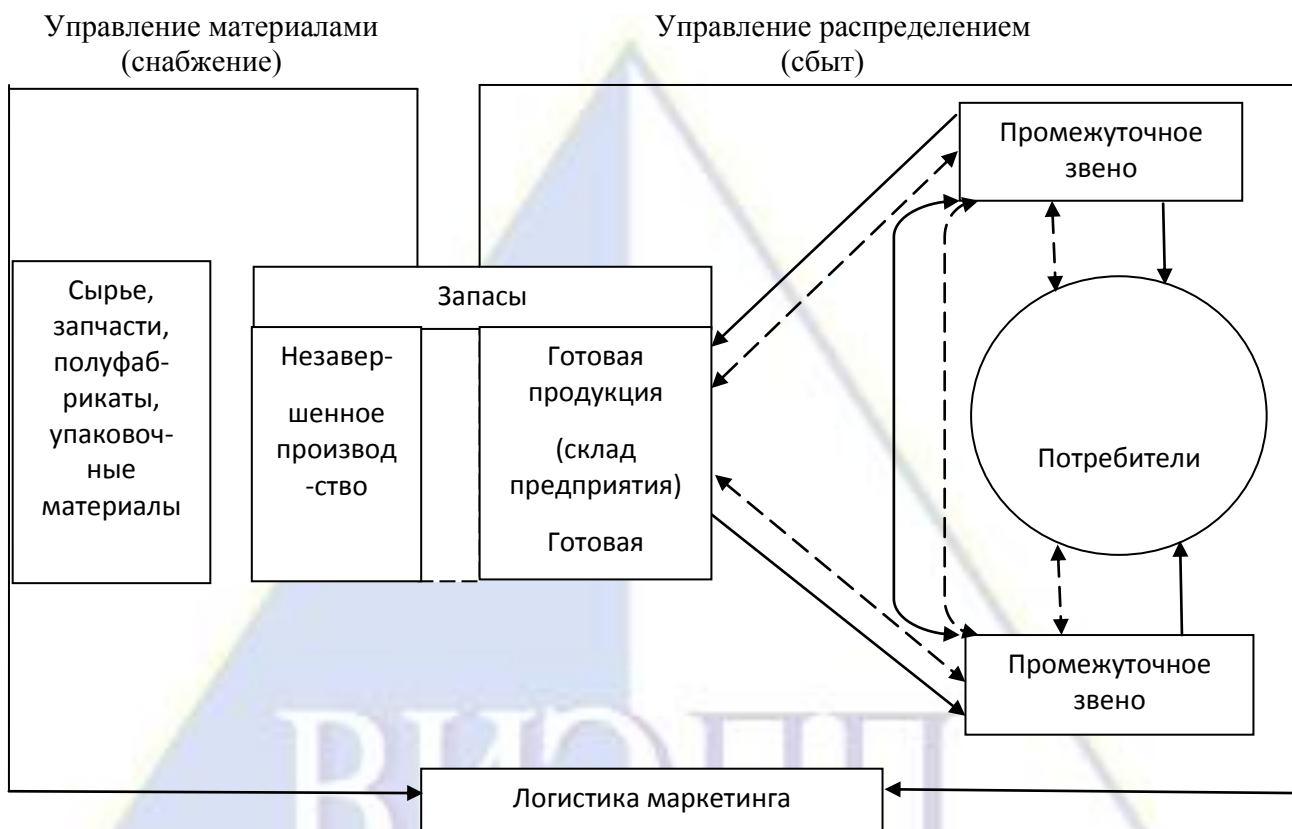 Управление материалами
(снабжение)
Управление распределением
(сбыт)
Промежуточное
звено
Сырье,
запчасти,
полуфаб-
рикаты,
упаковоч-
ные
материалы
Запасы
Незавер-
шенное
производ
-ство
Готовая
продукция
(склад
предприятия)
Готовая
Потребители
Промежуточное
звено
ВИЭПП
Логистика маркетинга